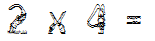 2 x 4 =